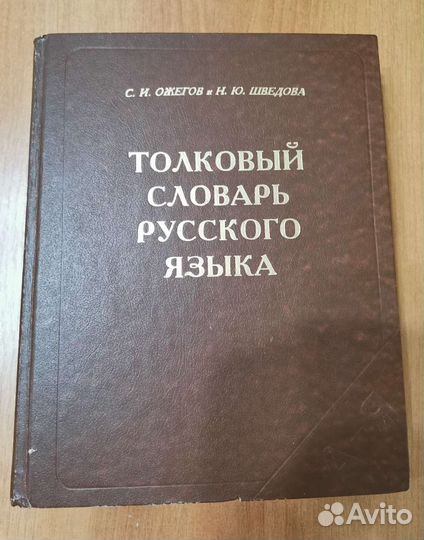 С. И. ОЖЕГОВ и Н. Ю. ШВЕДОВА
ТОЛКОВЫЙ
СЛОВАРЬ
РУССКОГО
ЯЗЫКА
Avito